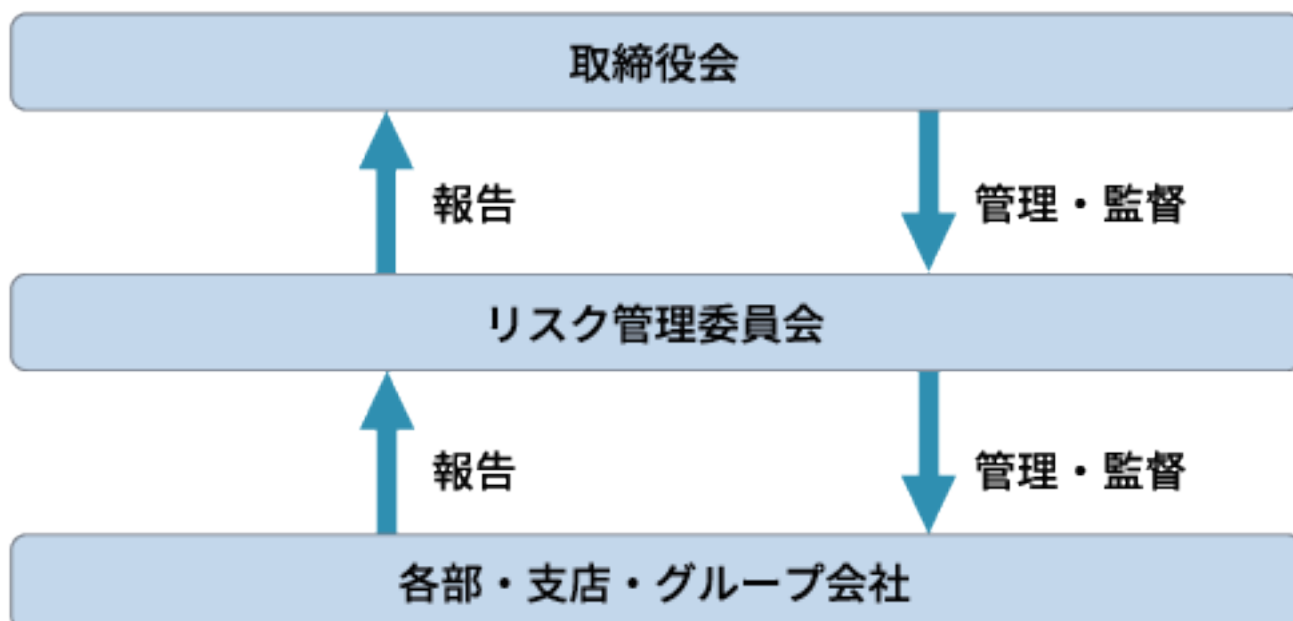 取締役会
報告
管理・監督
リスク管理委員会
報告
管理・監督
各部・支店・グループ会社